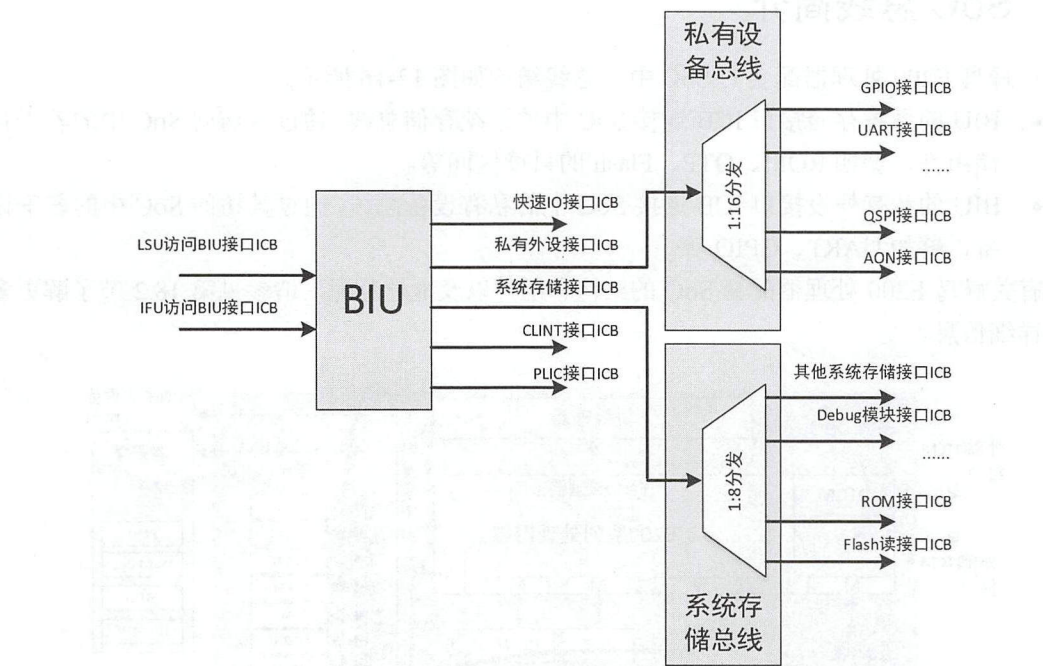 私有设
备总线
GPIO接口ICB
UART接口ICB
......
1:16分发
QSPI接口ICB
AON接口ICB
快速IO接口ICB
私有外设接口ICB
系统存储接口ICB
CLINT接口ICB
PLIC接口ICB
LSU访问BIU接口ICB
IFU访问BIU接口ICB
BIU
其他系统存储接口ICB
Debug模块接口ICB
......
1:8分发
ROM接口ICB
Flash读接口ICB
系统存
储总线